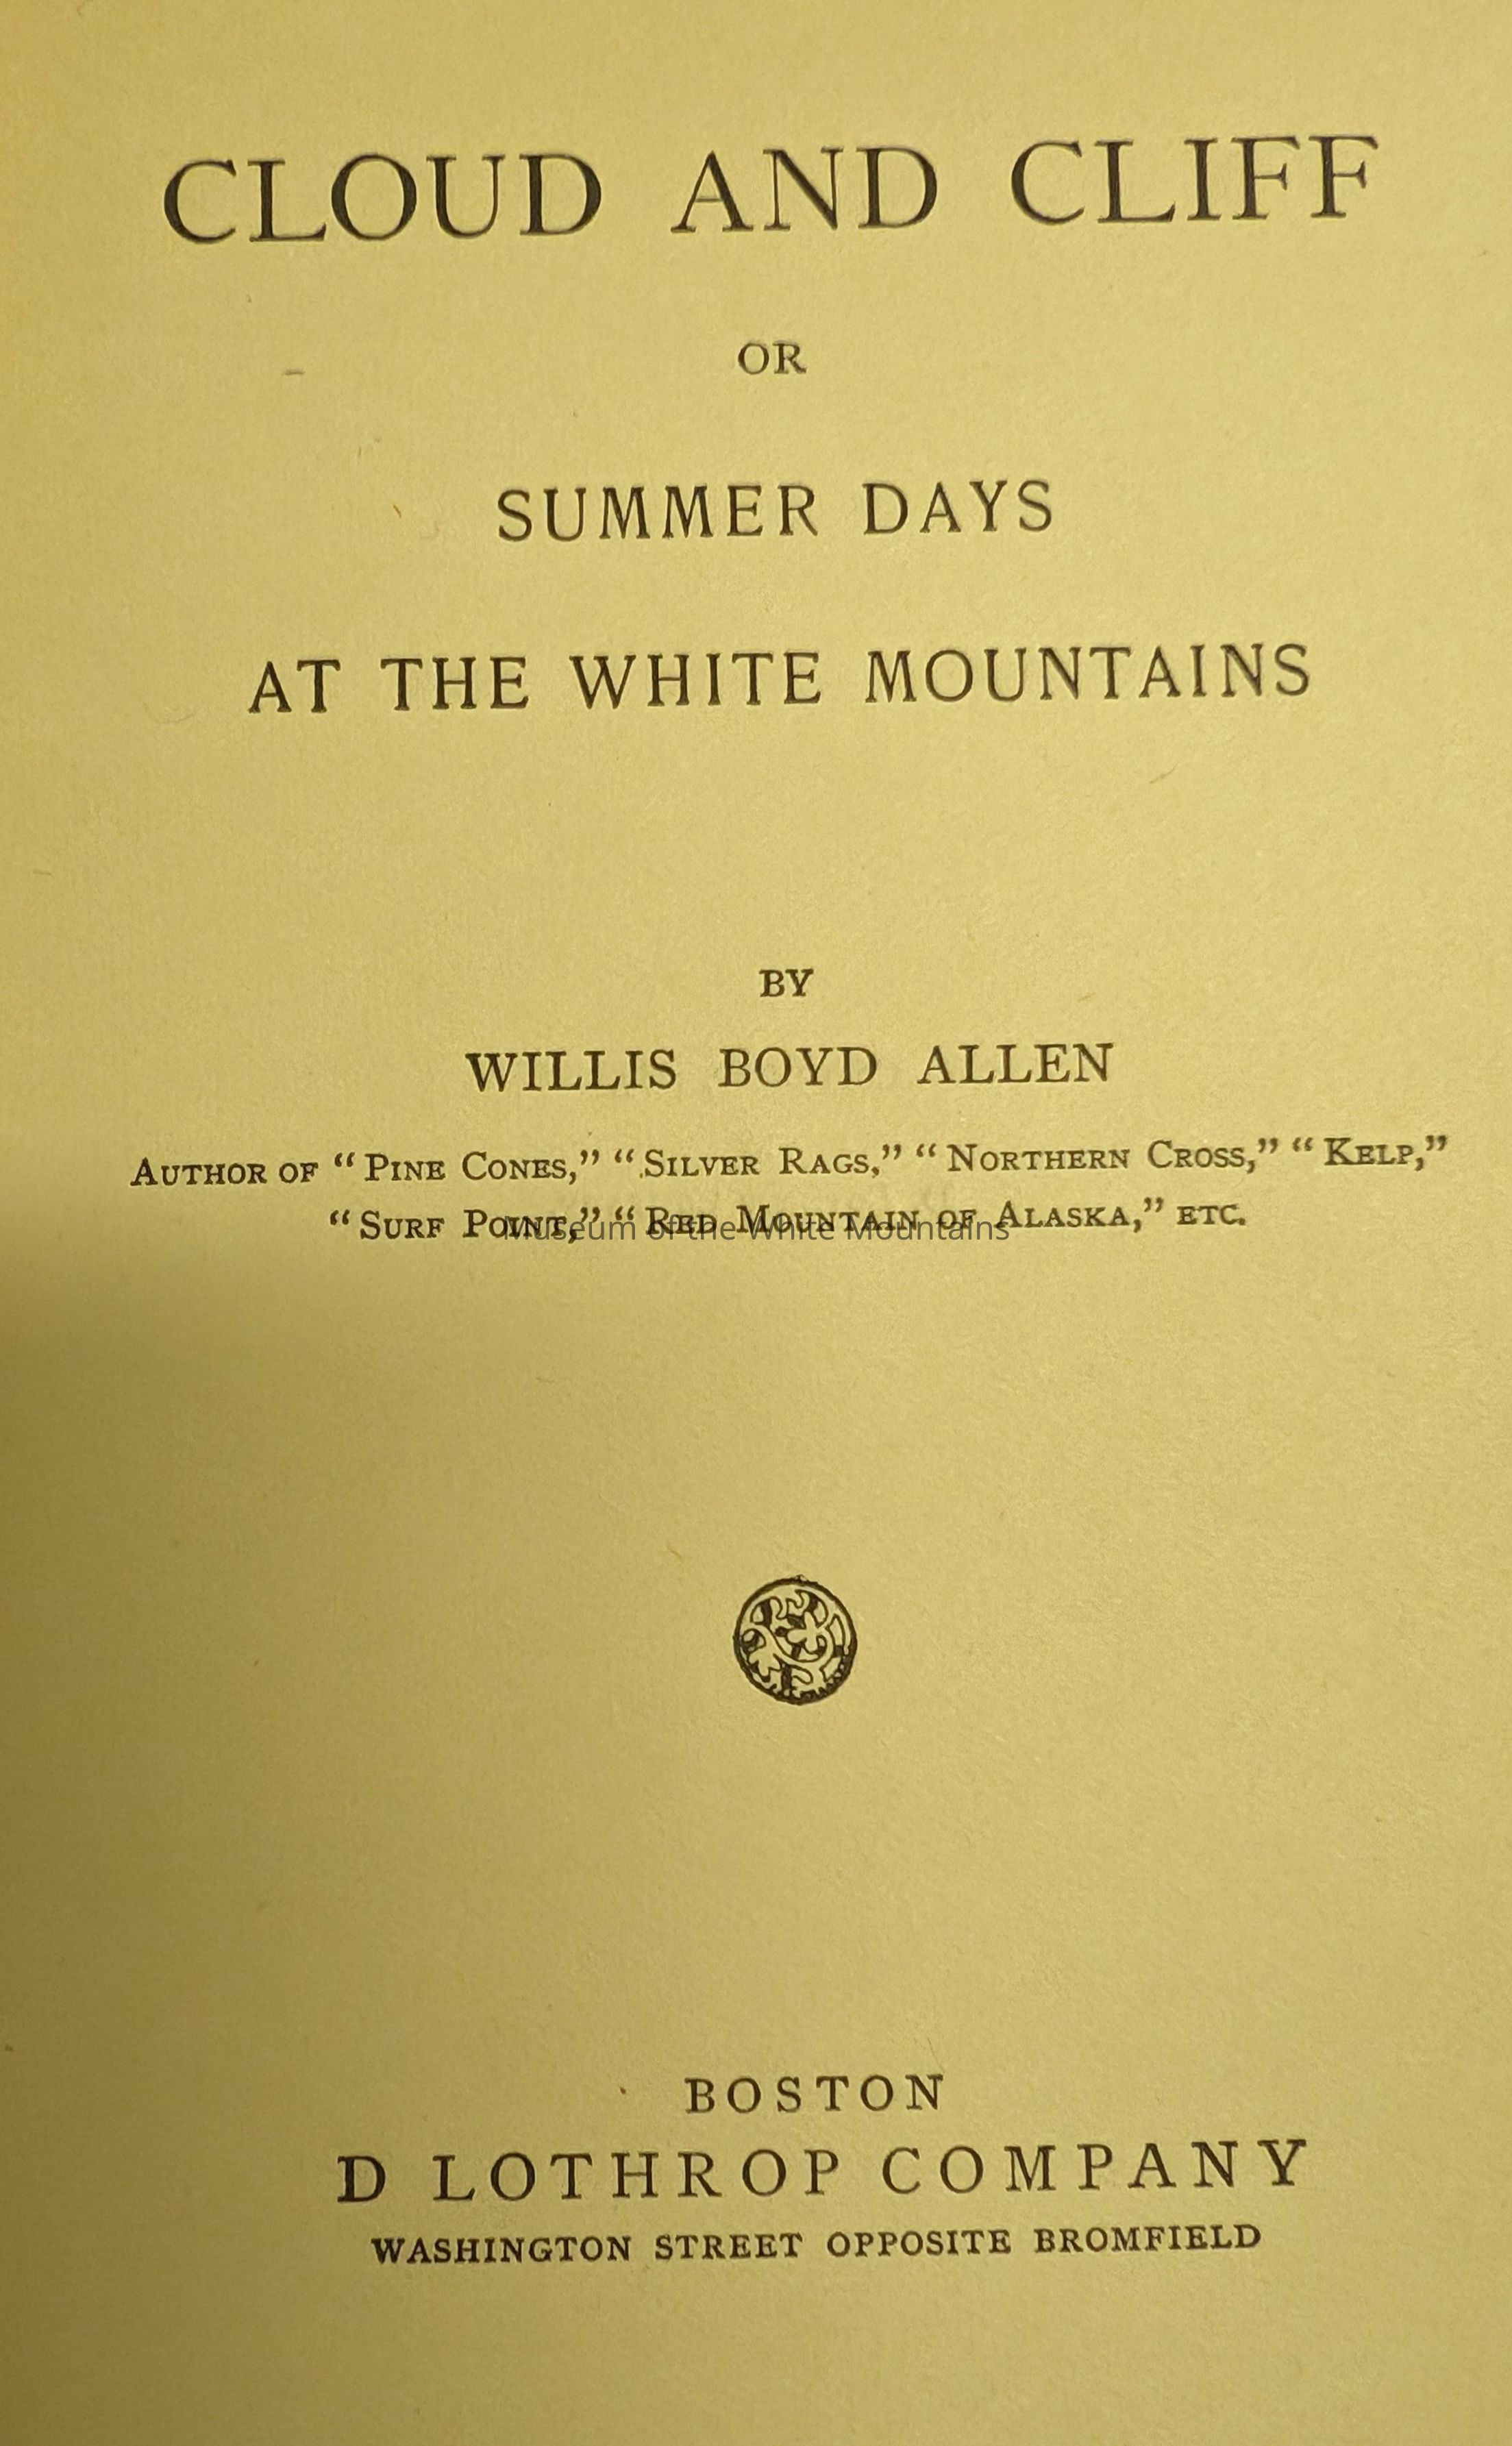 CLOUD AND CLIFF
OR
SUMMER DAYS
AT THE WHITE MOUNTAINS
BY
WILLIS BOYD ALLEN
AUTHOR OF “PINE CONES,” “SILVER RAGS,” “NORTHERN CROSS,” “KELP,”
“SURF POINT,” “RED MOUNTAIN OF ALASKA,” ETC.
Museum of the White Mountains
BOSTON
D LOTHROP COMPANY
WASHINGTON STREET OPPOSITE BROMFIELD